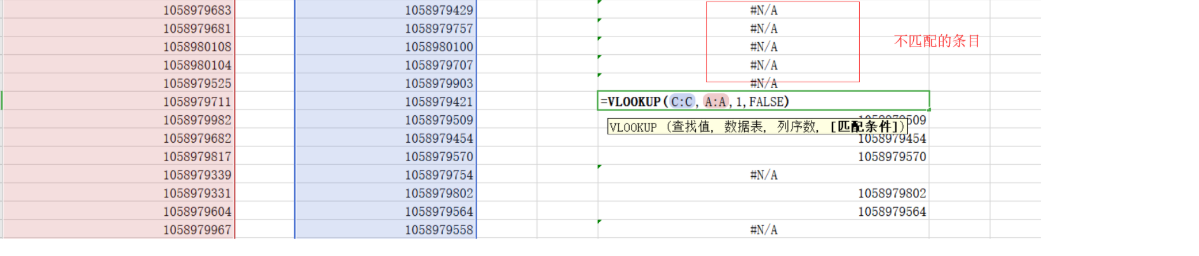 1058979683 1058979429 #N/A
1058979681 1058979757 #N/A
1058980108 1058980100 #N/A 不匹配的条目
1058980104 1058979707 #N/A
1058979525 1058979903 #N/A
1058979711 1058979421 =VLOOKUP(C:C, A:A,1,FALSE)
1058979982 1058979509 1058979509
VLOOKUP (查找值, 数据表, 列序数, [匹配条件])
1058979662 1058979454 1058979454
1058979817 1058979570 1058979570
1058979339 1058979754 #N/A
1058979331 1058979802 1058979802
1058979604 1058979564 1058979564
1058979967 1058979558 #N/A